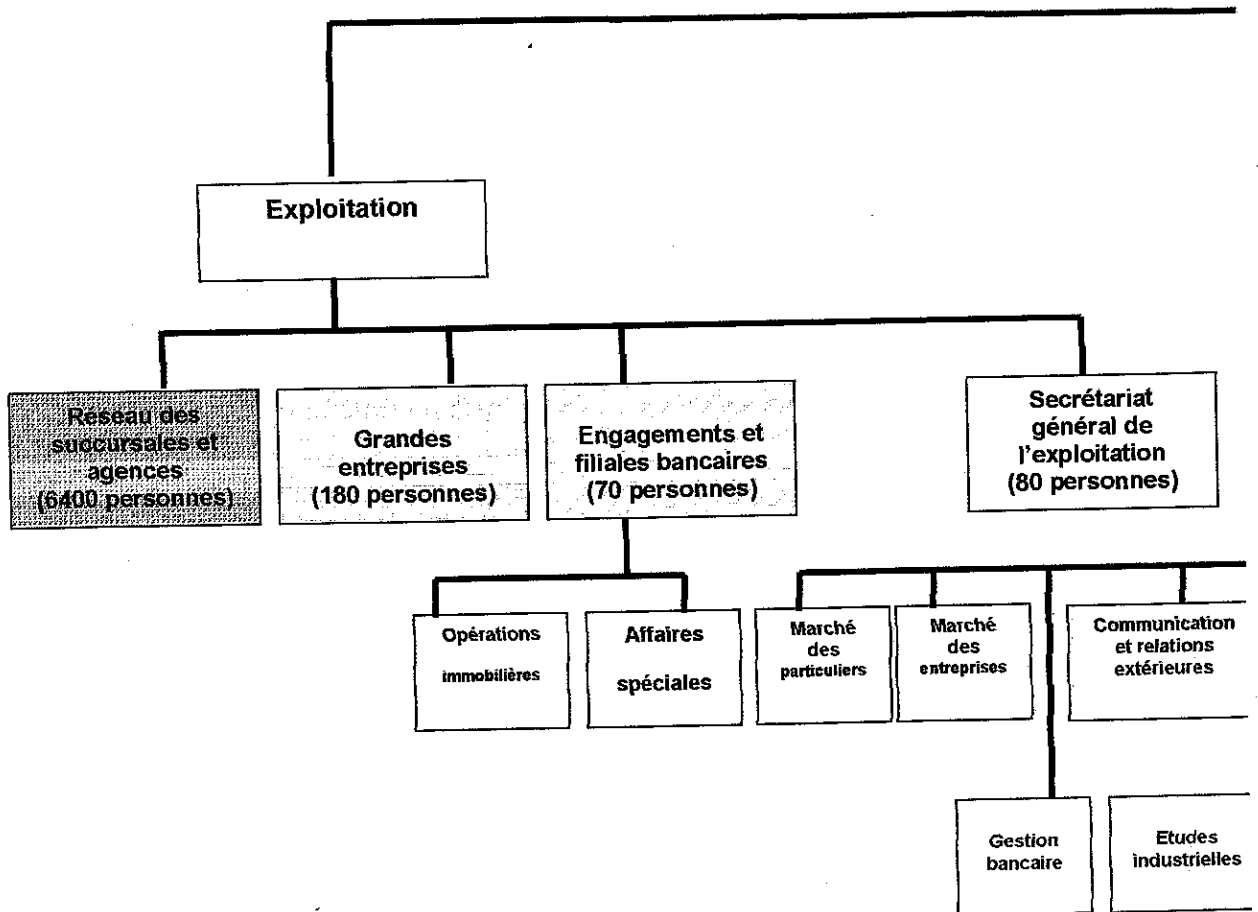 Exploitation
Réseau des
succursales et
agences
(6400 personnes)
Grandes
entreprises
(180 personnes)
Engagements et
filiales bancaires
(70 personnes)
Secrétariat
général de
l'exploitation
(80 personnes)
Opérations
immobilières
Affaires
spéciales
Marché
des
particuliers
Marché
des
entreprises
Communication
et relations
extérieures
Gestion
bancaire
Etudes
industrielles